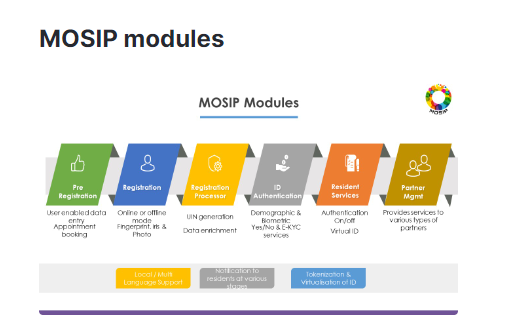 MOSIP modules
MOSIP Modules
MOSIP
Pre
Registration
Registration
Registration
Processor
ID
Authentication
Resident
Services
Partner
Mgmt
User enabled data
entry
Appointment
booking
Online or offline
mode
Fingerprint, Iris &
Photo
UIN generation
Data enrichment
Demographic &
Biometric
Yes/No & E-KYC
services
Authentication
On/off
Virtual ID
Provides services to
various types of
partners
Local / Multi
Language Support
Notification to
residents at various
stages
Tokenization &
Virtualisation of ID